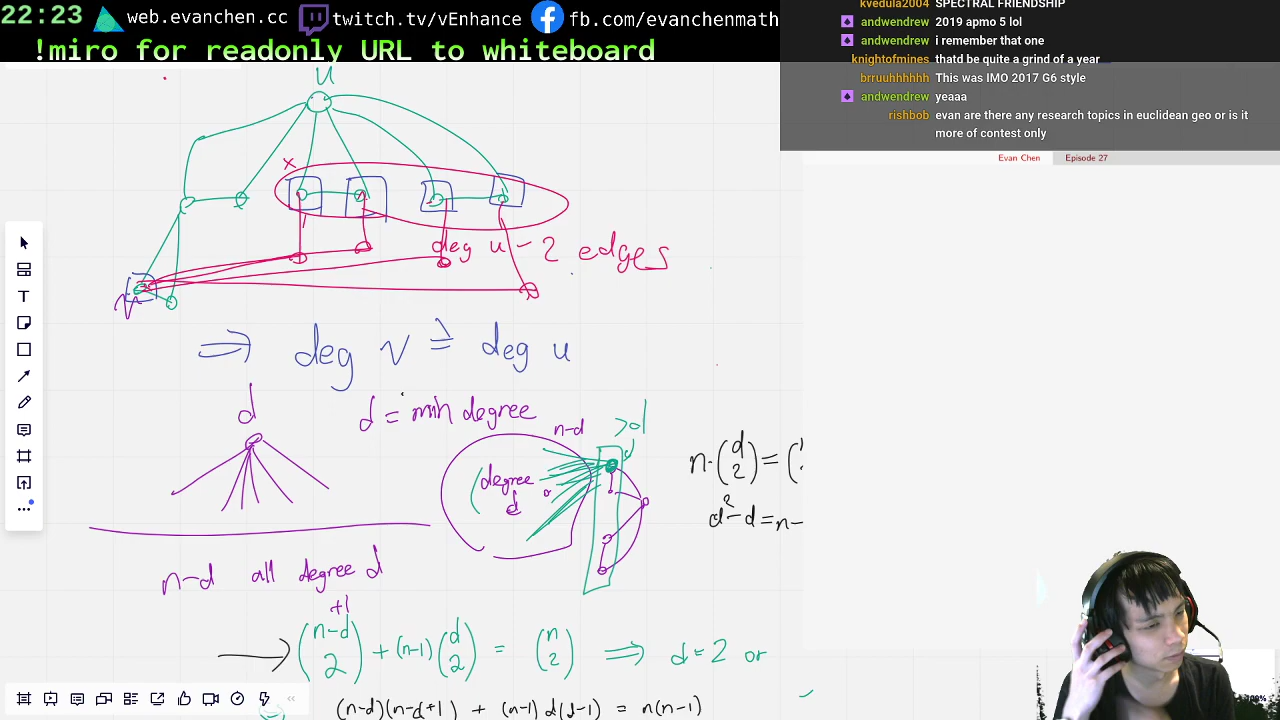 22:23 web.evanchen.cc twitch.tv/vEnhance fb.com/evanchenmath
!miro for readonly URL to whiteboard
kvedula2004 SPECTRAL FRIENDSHIP
andwendrew 2019 apmo 5 lol
andwendrew i remember that one
knightofmines thatd be quite a grind of a year
brruuhhhhhh This was IMO 2017 G6 style
andwendrew yeaaa
rishbob evan are there any research topics in euclidean geo or is it
more of contest only
Evan Chen Episode 27
u
x
deg u - 2 edges
v
⇒ deg v ≥ deg u
d
d = min degree
n-d
>d
degree
d
n·(d 2) = (
d²-d = n-
n-d all degree d
+1
→ (n-d 2) + (n-1)(d 2) = (n 2) ⇒ d=2 or
(n-d)(n-d+1) + (n-1)d(d-1) = n(n-1)
T
100%